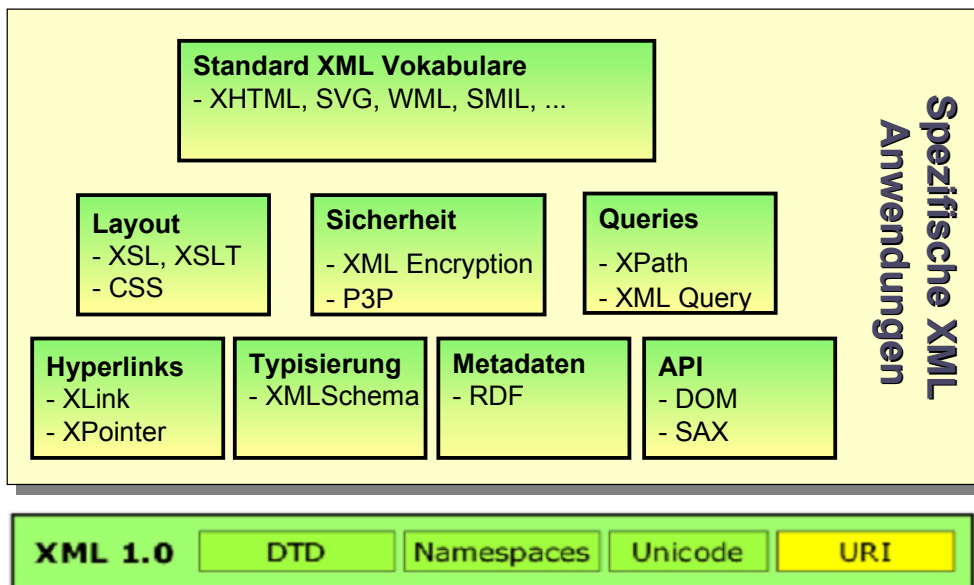 Standard XML Vokabulare
- XHTML, SVG, WML, SMIL, ...
Spezifische XML
Anwendungen
Layout
- XSL, XSLT
- CSS
Sicherheit
- XML Encryption
- P3P
Queries
- XPath
- XML Query
Hyperlinks
- XLink
- XPointer
Typisierung
- XMLSchema
Metadaten
- RDF
API
- DOM
- SAX
XML 1.0 DTD Namespaces Unicode URI